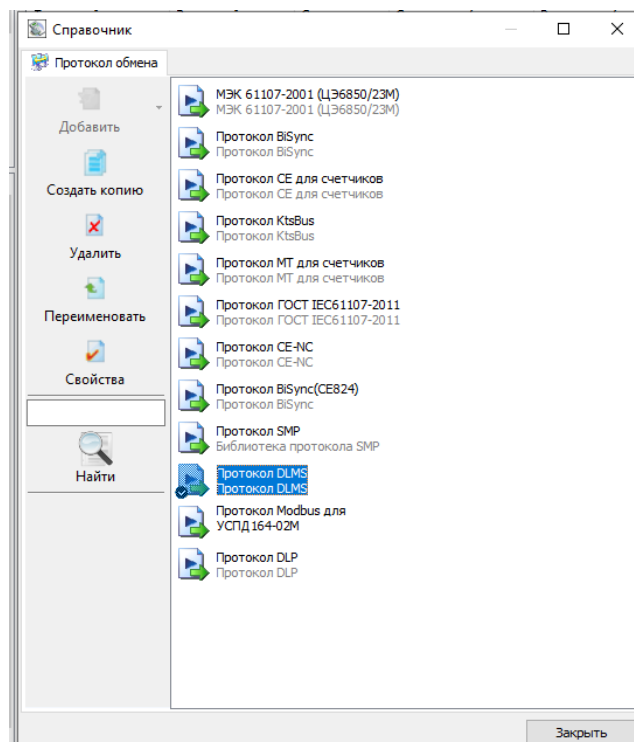 Справочник
Протокол обмена
Добавить
Создать копию
Удалить
Переименовать
Свойства
Найти
МЭК 61107-2001 (ЦЭ6850/23М)
МЭК 61107-2001 (ЦЭ6850/23М)
Протокол BiSync
Протокол BiSync
Протокол СЕ для счетчиков
Протокол СЕ для счетчиков
Протокол KtsBus
Протокол KtsBus
Протокол МТ для счетчиков
Протокол МТ для счетчиков
Протокол ГОСТ IEC61107-2011
Протокол ГОСТ IEC61107-2011
Протокол CE-NC
Протокол CE-NC
Протокол BiSync(CE824)
Протокол BiSync
Протокол SMP
Библиотека протокола SMP
Протокол DLMS
Протокол DLMS
Протокол Modbus для
УСПД 164-02М
Протокол DLP
Протокол DLP
Закрыть